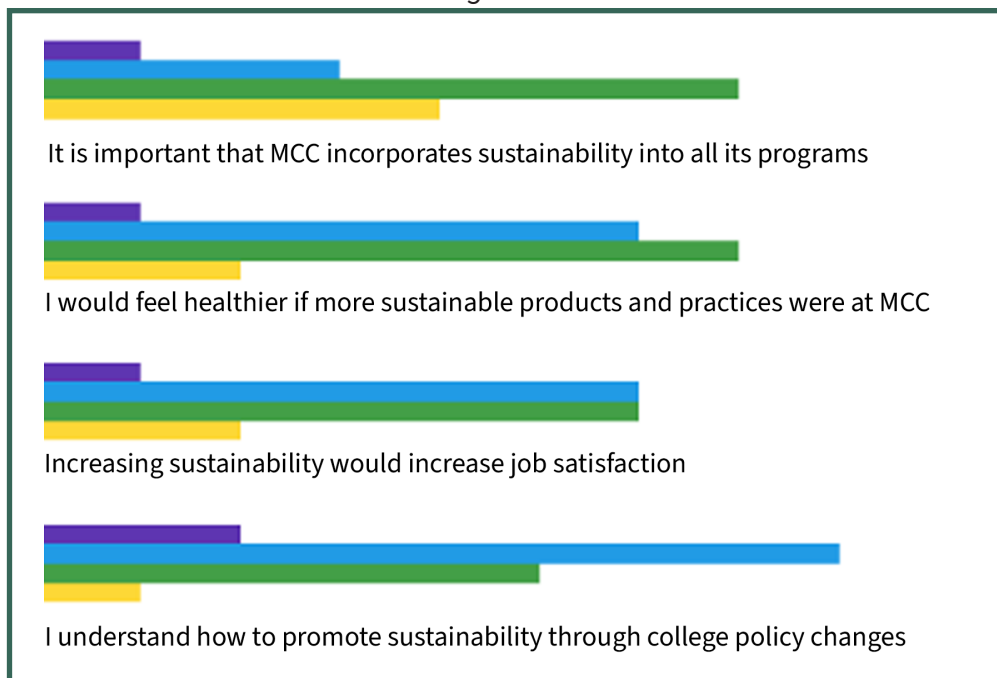 It is important that MCC incorporates sustainability into all its programs
I would feel healthier if more sustainable products and practices were at MCC
Increasing sustainability would increase job satisfaction
I understand how to promote sustainability through college policy changes